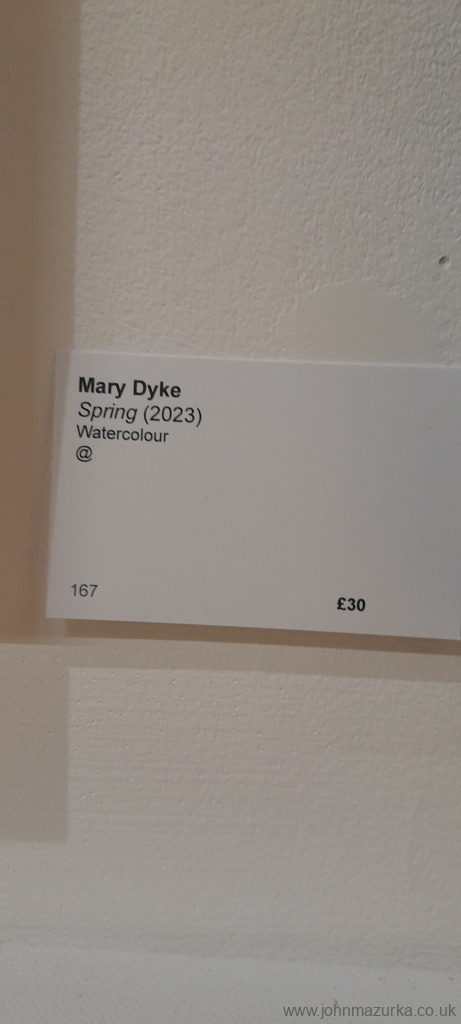 Mary Dyke
Spring (2023)
Watercolour
@
167
£30
www.johnmazurka.co.uk